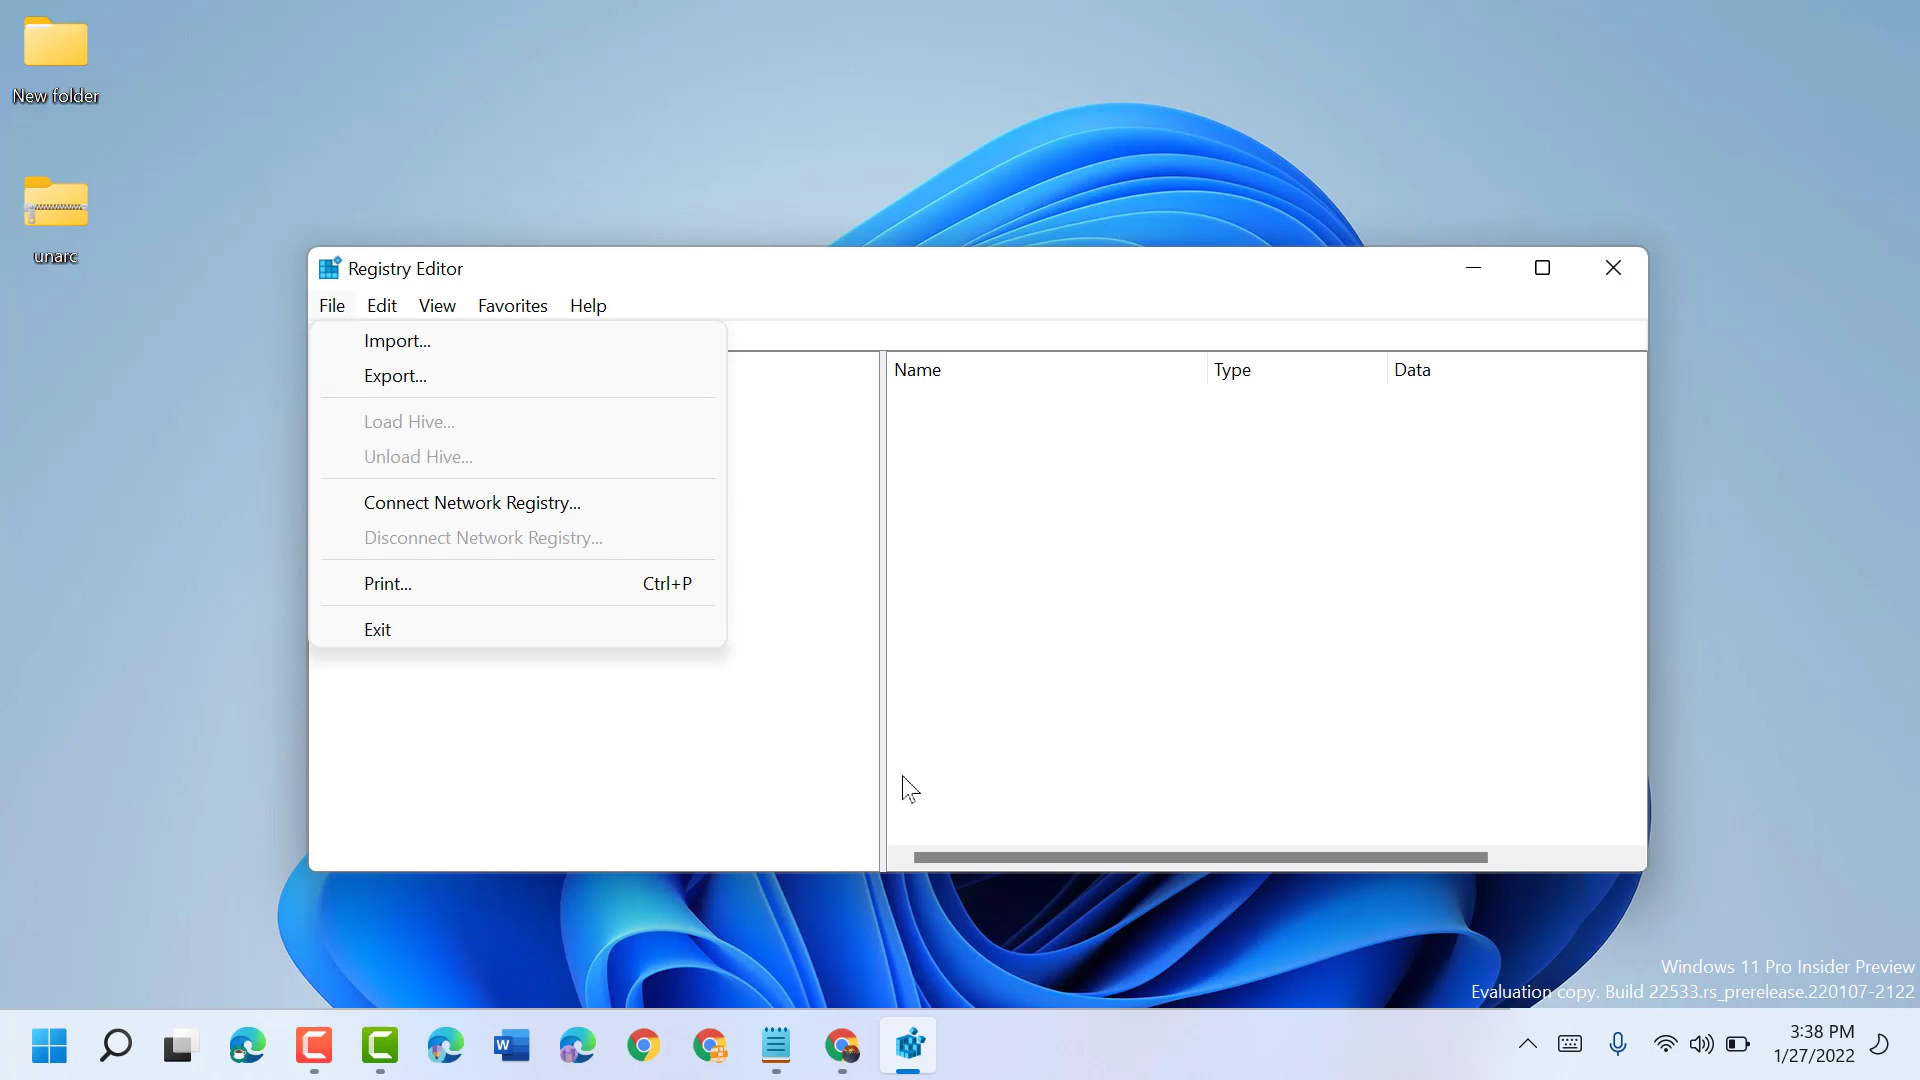 New folder
unarc
Registry Editor
File Edit View Favorites Help
Import...
Export...
Load Hive...
Unload Hive...
Connect Network Registry...
Disconnect Network Registry...
Print... Ctrl+P
Exit
Name Type Data
Windows 11 Pro Insider Preview
Evaluation copy. Build 22533.rs_prerelease.220107-2122
W
3:38 PM
1/27/2022